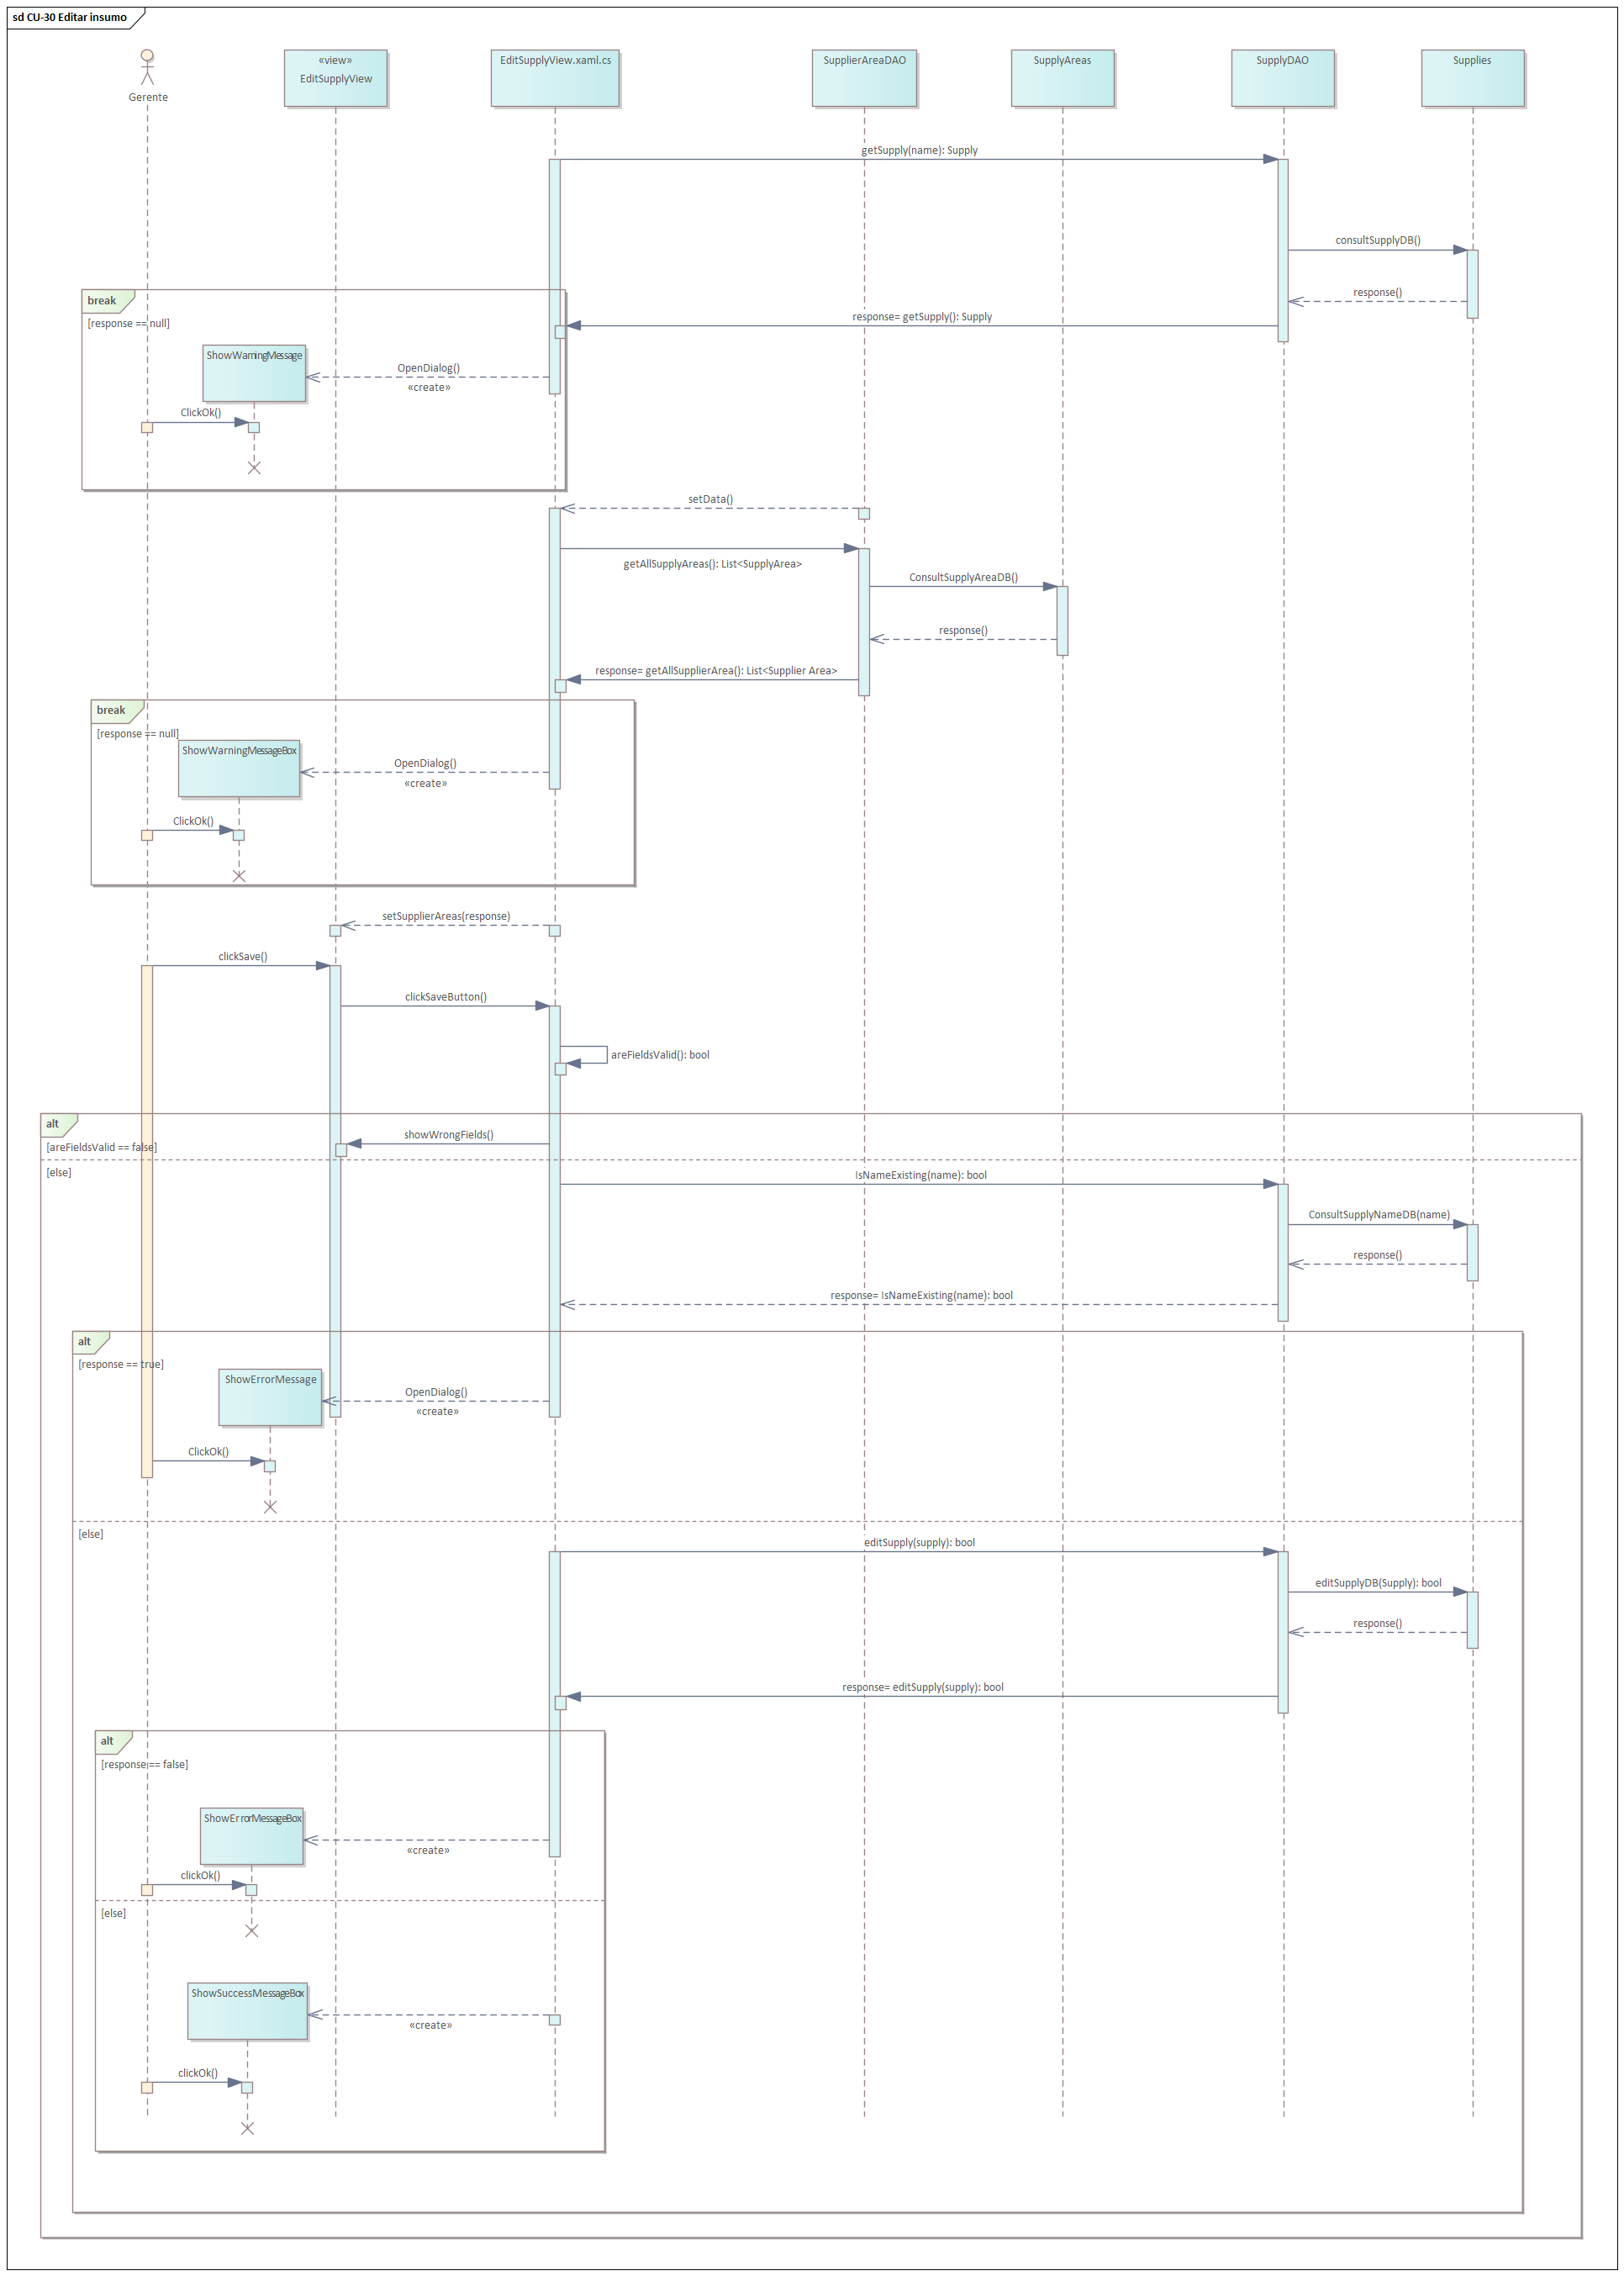 sd CU-30 Editar insumo
Gerente
«view»
EditSupplyView
EditSupplyView.xaml.cs
SupplierAreaDAO
SupplyAreas
SupplyDAO
Supplies
getSupply(name): Supply
consultSupplyDB()
response()
break
[response == null]
response= getSupply(): Supply
ShowWarningMessage
OpenDialog()
«create»
ClickOk()
setData()
getAllSupplyAreas(): List<SupplyArea>
ConsultSupplyAreaDB()
response()
response= getAllSupplierArea(): List<Supplier Area>
break
[response == null]
ShowWarningMessageBox
OpenDialog()
«create»
ClickOk()
setSupplierAreas(response)
clickSave()
clickSaveButton()
areFieldsValid(): bool
alt
[areFieldsValid == false]
showWrongFields()
[else]
IsNameExisting(name): bool
ConsultSupplyNameDB(name)
response()
response= IsNameExisting(name): bool
alt
[response == true]
ShowErrorMessage
OpenDialog()
«create»
ClickOk()
[else]
editSupply(supply): bool
editSupplyDB(Supply): bool
response()
response= editSupply(supply): bool
alt
[response == false]
ShowErrorMessageBox
«create»
clickOk()
[else]
ShowSuccessMessageBox
«create»
clickOk()